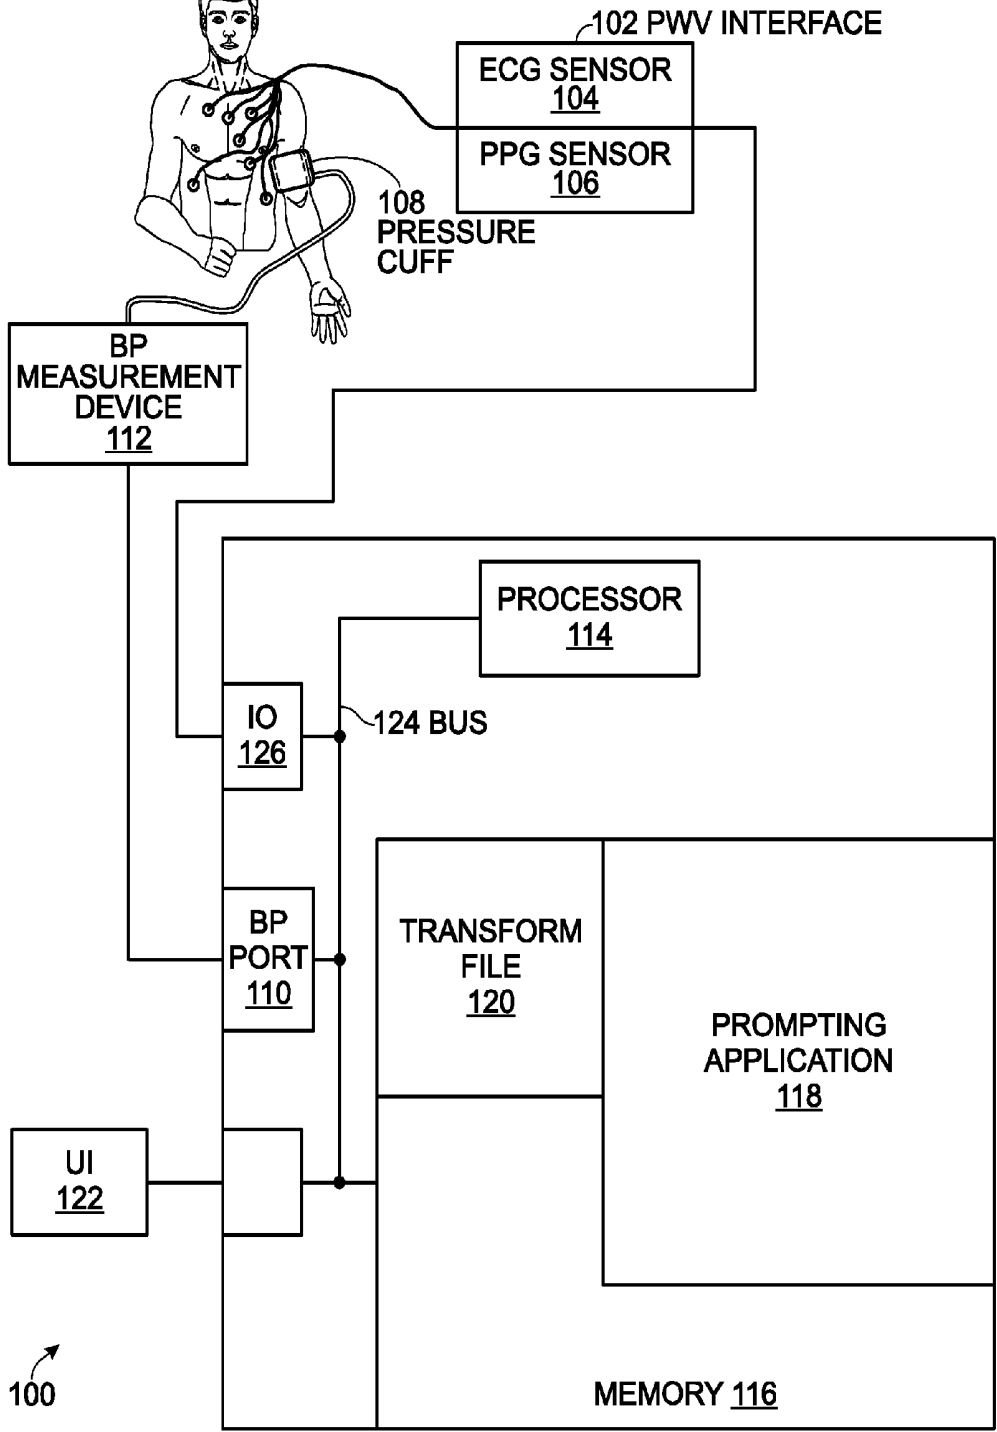 102 PWV INTERFACE
ECG SENSOR
104
PPG SENSOR
106
108
PRESSURE
CUFF
BP
MEASUREMENT
DEVICE
112
PROCESSOR
114
IO
126
124 BUS
BP
PORT
110
TRANSFORM
FILE
120
PROMPTING
APPLICATION
118
UI
122
100
MEMORY 116